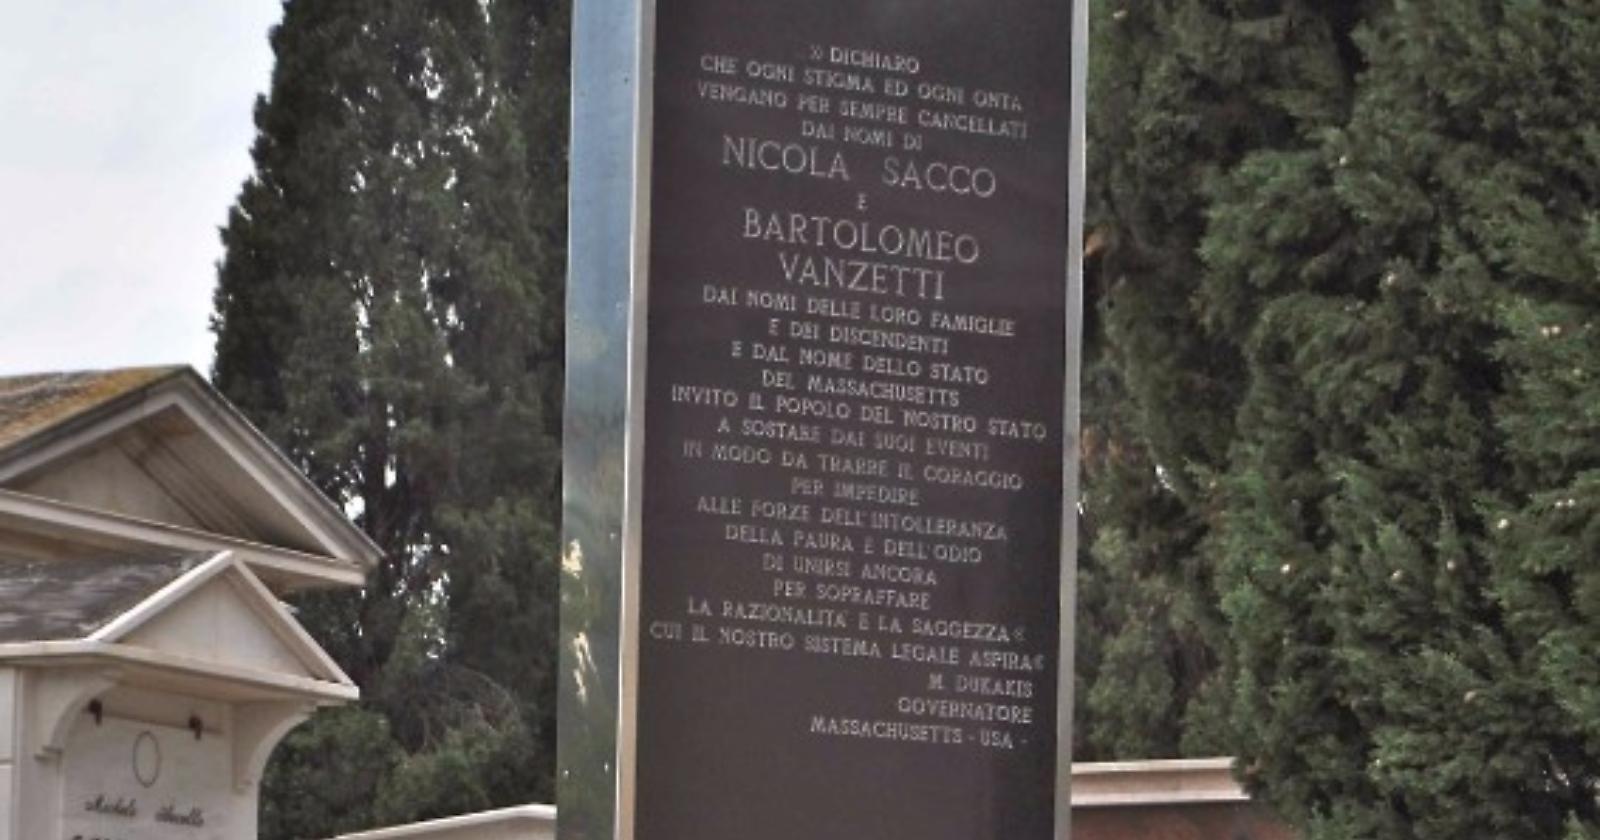 » DICHIARO
CHE OGNI STIGMA ED OGNI ONTA
VENGANO PER SEMPRE CANCELLATI
DAI NOMI DI
NICOLA SACCO
E
BARTOLOMEO
VANZETTI
DAI NOMI DELLE LORO FAMIGLIE
E DEI DISCENDENTI
E DAL NOME DELLO STATO
DEL MASSACHUSETTS
INVITO IL POPOLO DEL NOSTRO STATO
A SOSTARE DAI SUOI EVENTI
IN MODO DA TRARRE IL CORAGGIO
PER IMPEDIRE
ALLE FORZE DELL'INTOLLERANZA
DELLA PAURA E DELL'ODIO
DI UNIRSI ANCORA
PER SOPRAFFARE
LA RAZIONALITA' E LA SAGGEZZA «
CUI IL NOSTRO SISTEMA LEGALE ASPIRA«
M. DUKAKIS
GOVERNATORE
MASSACHUSETTS - USA -